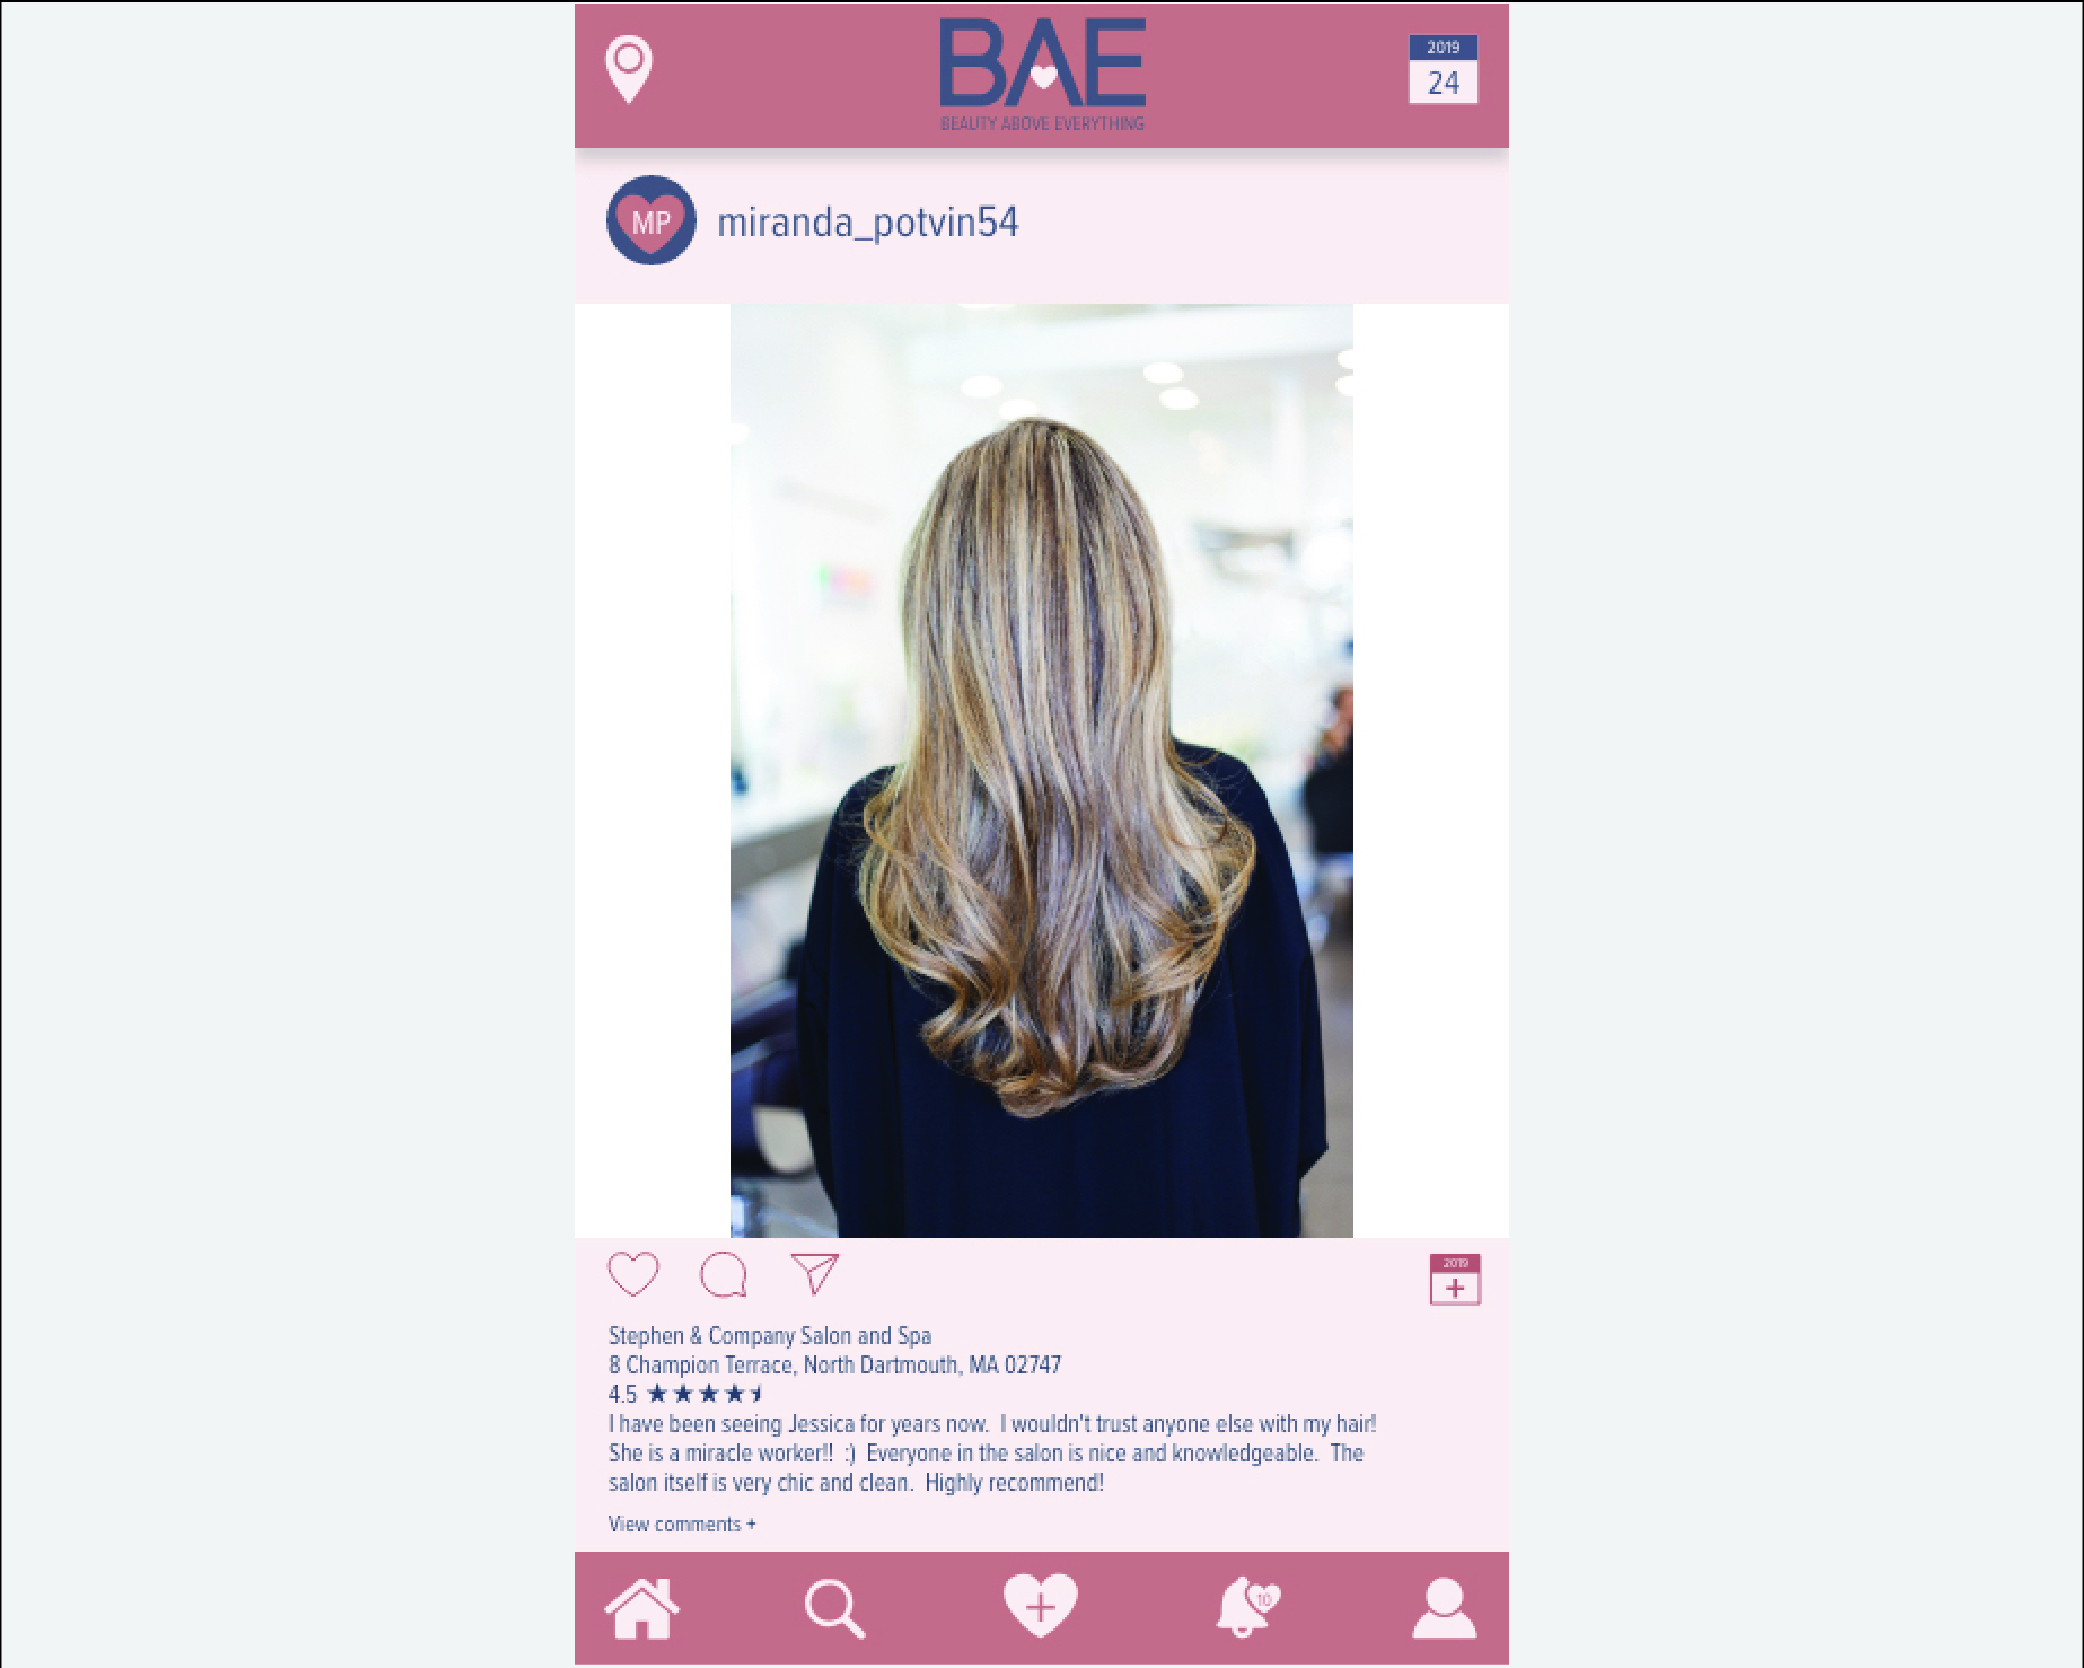 2019
24
BAE
BEAUTY ABOVE EVERYTHING
MP
miranda_potvin54
2019
+
Stephen & Company Salon and Spa
8 Champion Terrace, North Dartmouth, MA 02747
4.5 ★★★★⯨
I have been seeing Jessica for years now.  I wouldn't trust anyone else with my hair!
She is a miracle worker!!  :)  Everyone in the salon is nice and knowledgeable.  The
salon itself is very chic and clean.  Highly recommend!
View comments +
+
10